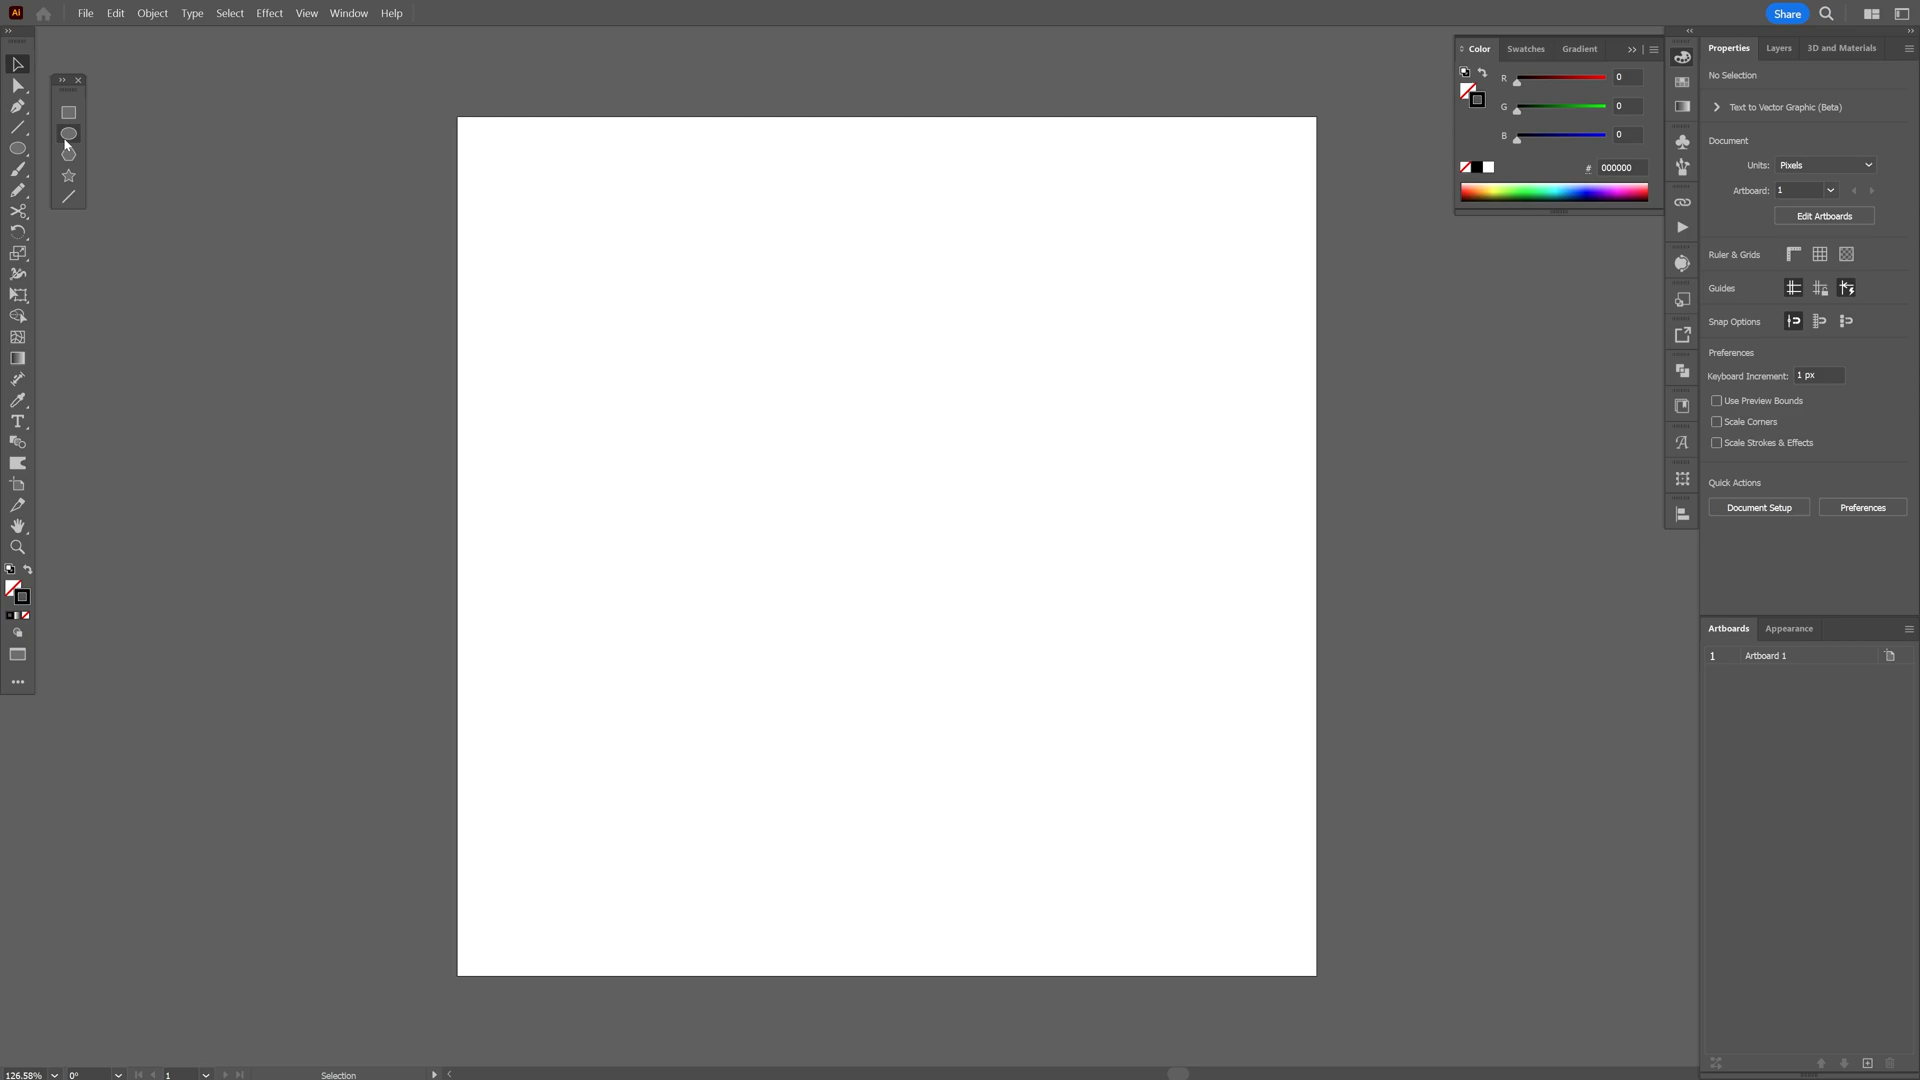 Ai File Edit Object Type Select Effect View Window Help Share
Color Swatches Gradient
R 0
G 0
B 0
# 000000
Properties Layers 3D and Materials
No Selection
Text to Vector Graphic (Beta)
Document
Units: Pixels
Artboard: 1
Edit Artboards
Ruler & Grids
Guides
Snap Options
Preferences
Keyboard Increment: 1 px
Use Preview Bounds
Scale Corners
Scale Strokes & Effects
Quick Actions
Document Setup Preferences
Artboards Appearance
1 Artboard 1
126.58% 0° 1 Selection